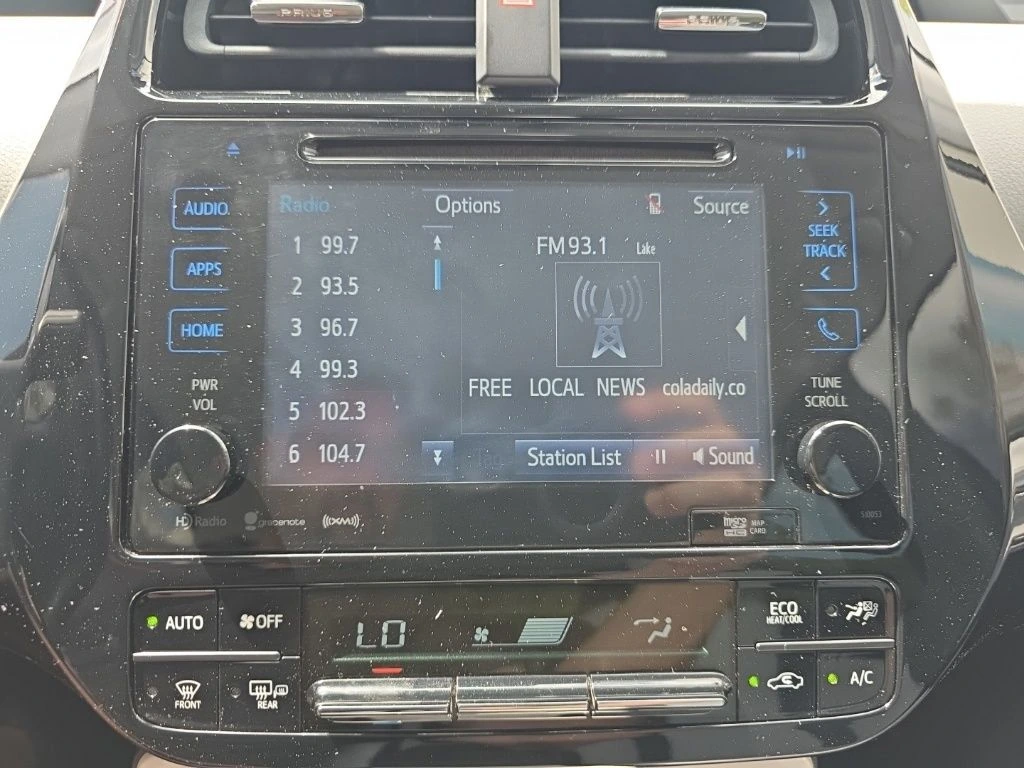 PRIUS
AUDIO
APPS
HOME
PWR
VOL
Radio Options Source
1 99.7
2 93.5
3 96.7
4 99.3
5 102.3
6 104.7
FM 93.1 Lake
FREE LOCAL NEWS coladaily.co
Station List Sound
SEEK
TRACK
TUNE
SCROLL
HD Radio gracenote ((XM))
micro
HC MAP
CARD
510053
AUTO OFF
FRONT REAR
LO
ECO
HEAT/COOL
A/C